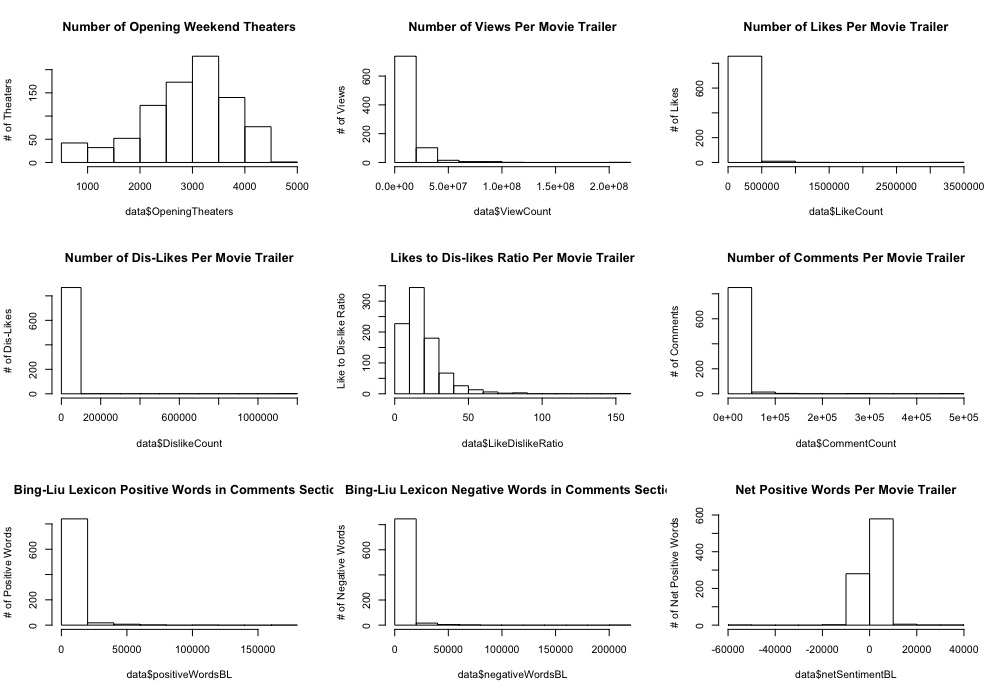 Number of Opening Weekend Theaters
# of Theaters
150
50
0
1000 2000 3000 4000 5000
data$OpeningTheaters
Number of Views Per Movie Trailer
# of Views
600
400
200
0
0.0e+00 5.0e+07 1.0e+08 1.5e+08 2.0e+08
data$ViewCount
Number of Likes Per Movie Trailer
# of Likes
600
200
0
0 500000 1500000 2500000 3500000
data$LikeCount
Number of Dis-Likes Per Movie Trailer
# of Dis-Likes
600
200
0
0 200000 600000 1000000
data$DislikeCount
Likes to Dis-likes Ratio Per Movie Trailer
Like to Dis-like Ratio
300
200
100
0
0 50 100 150
data$LikeDislikeRatio
Number of Comments Per Movie Trailer
# of Comments
600
200
0
0e+00 1e+05 2e+05 3e+05 4e+05 5e+05
data$CommentCount
Bing-Liu Lexicon Positive Words in Comments Sectic
# of Positive Words
600
200
0
0 50000 100000 150000
data$positiveWordsBL
Bing-Liu Lexicon Negative Words in Comments Secti
# of Negative Words
600
200
0
0 50000 100000 150000 200000
data$negativeWordsBL
Net Positive Words Per Movie Trailer
# of Net Positive Words
600
400
200
0
-60000 -40000 -20000 0 20000 40000
data$netSentimentBL